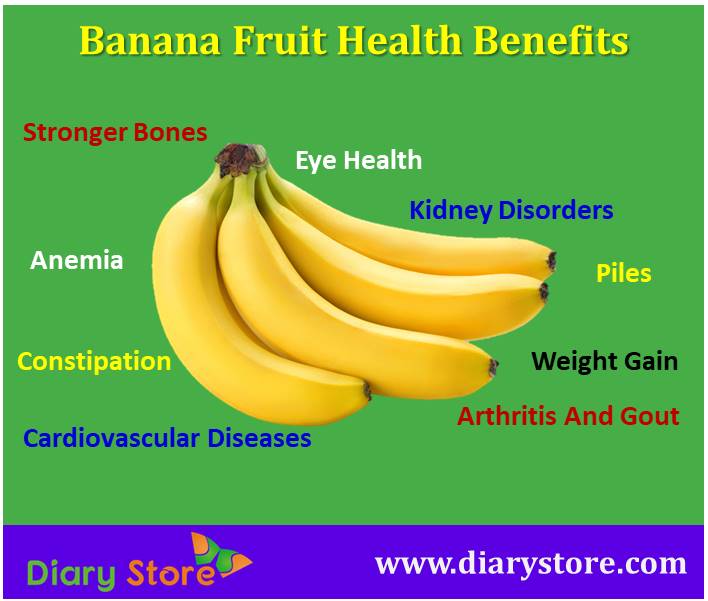 Banana Fruit Health Benefits
Stronger Bones
Eye Health
Kidney Disorders
Anemia
Piles
Constipation
Weight Gain
Arthritis And Gout
Cardiovascular Diseases
Diary Store
www.diarystore.com